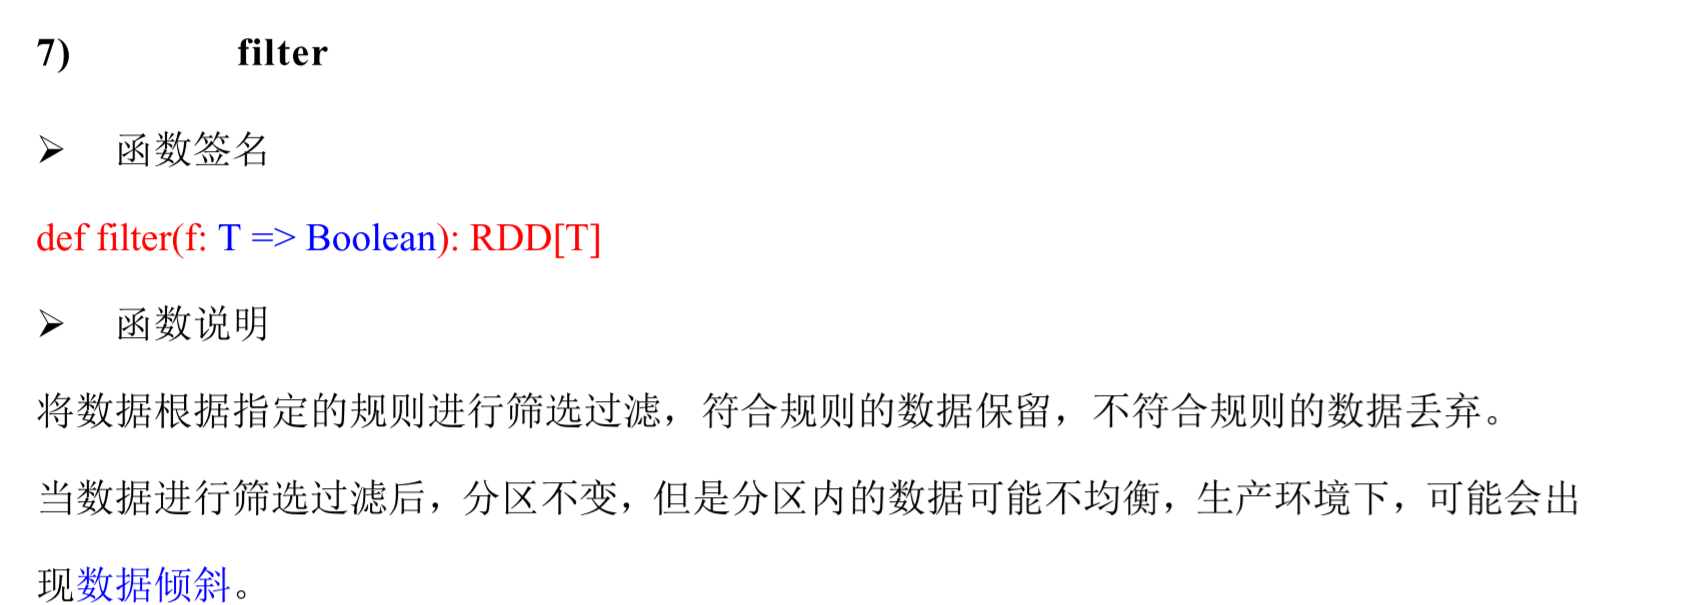 7) filter
➢ 函数签名
def filter(f: T => Boolean): RDD[T]
➢ 函数说明
将数据根据指定的规则进行筛选过滤，符合规则的数据保留，不符合规则的数据丢弃。
当数据进行筛选过滤后，分区不变，但是分区内的数据可能不均衡，生产环境下，可能会出
现数据倾斜。